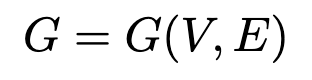 G = G(V, E)